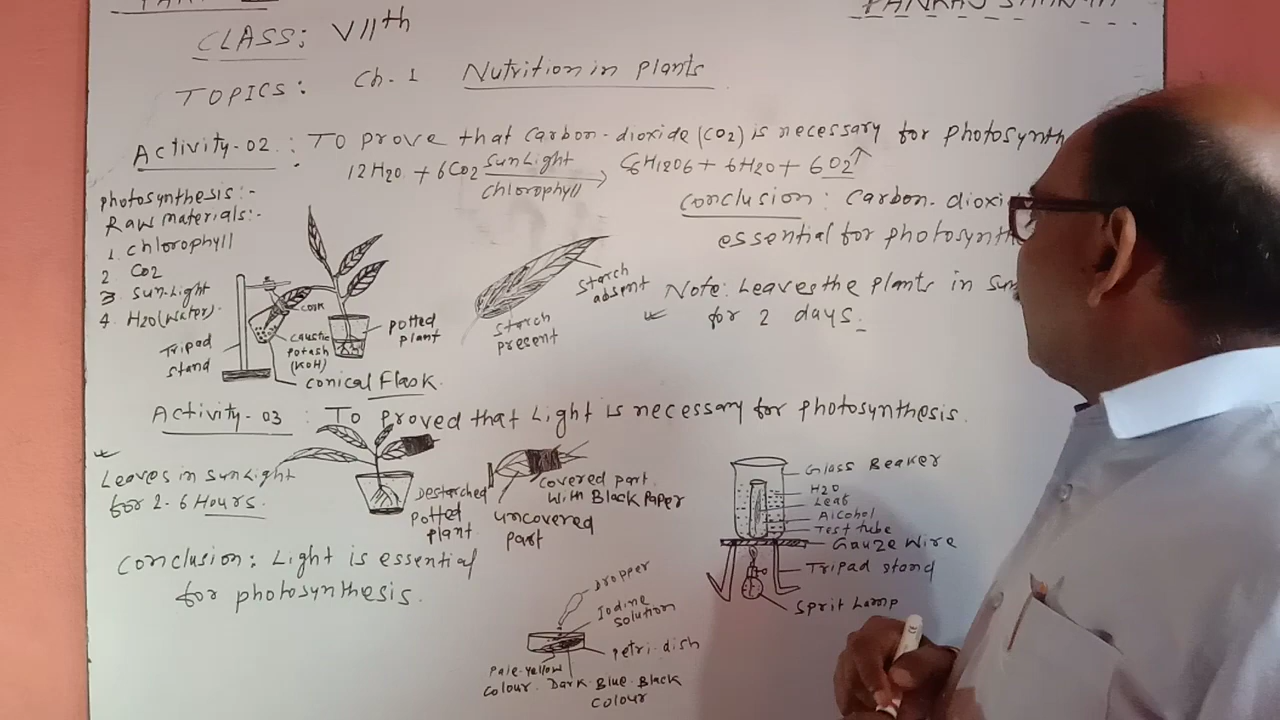 CLASS: VIIth
TOPICS: Ch. 1 Nutrition in plants
Activity-02 : To prove that carbon-dioxide (CO2) is necessary for photosynth
12H2O + 6CO2 sunlight chlorophyll → C6H12O6 + 6H2O + 6O2↑
photosynthesis:-
Raw materials:-
1. chlorophyll
2. CO2
3. sun-light
4. H2O (water).
Conclusion: Carbon-dioxi
essential for photosynthe
Note: Leaves the plants in sun
for 2 days.
cork
Tripod
stand
caustic
potash
(KOH)
potted
plant
conical Flask.
starch
absent
starch
present
Activity-03 : To proved that Light is necessary for photosynthesis.
Leaves in sunlight
for 2-6 Hours.
Destarched
potted
plant.
covered part
with Black paper
uncovered
part
Conclusion: Light is essential
for photosynthesis.
Glass Beaker
H2O
Leaf
Alcohol
Test tube
Gauze wire
Tripod stand
Sprit Lamp
Dropper
Iodine
solution
petri-dish
pale-yellow
colour.
Dark-Blue-Black
colour